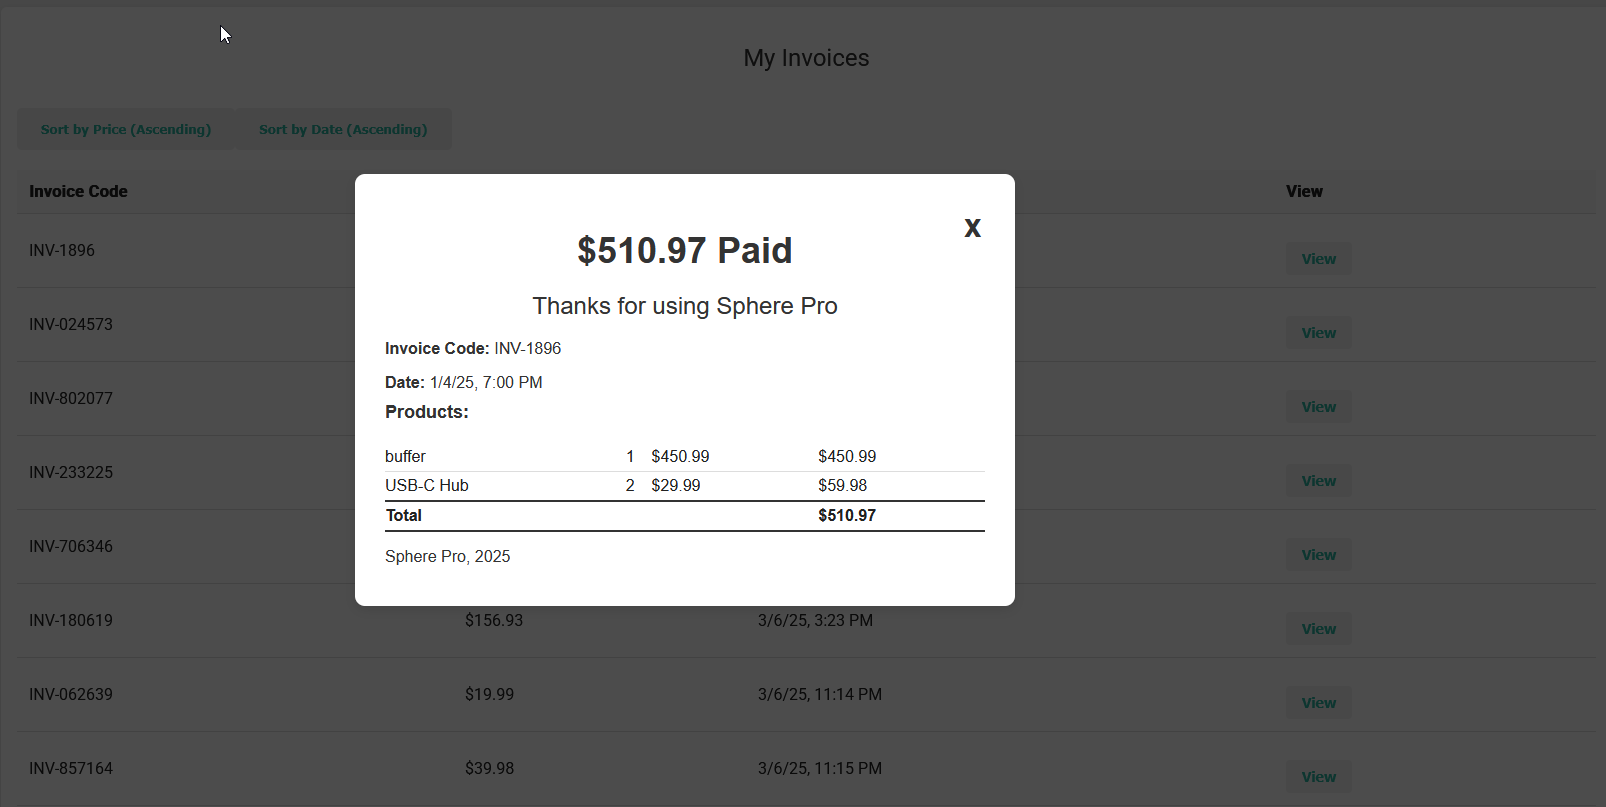 My Invoices
Sort by Price (Ascending) Sort by Date (Ascending)
Invoice Code View
INV-1896 View
INV-024573 View
INV-802077 View
INV-233225 View
INV-706346 View
INV-180619 $156.93 3/6/25, 3:23 PM View
INV-062639 $19.99 3/6/25, 11:14 PM View
INV-857164 $39.98 3/6/25, 11:15 PM View
X
$510.97 Paid
Thanks for using Sphere Pro
Invoice Code: INV-1896
Date: 1/4/25, 7:00 PM
Products:
buffer 1 $450.99 $450.99
USB-C Hub 2 $29.99 $59.98
Total $510.97
Sphere Pro, 2025